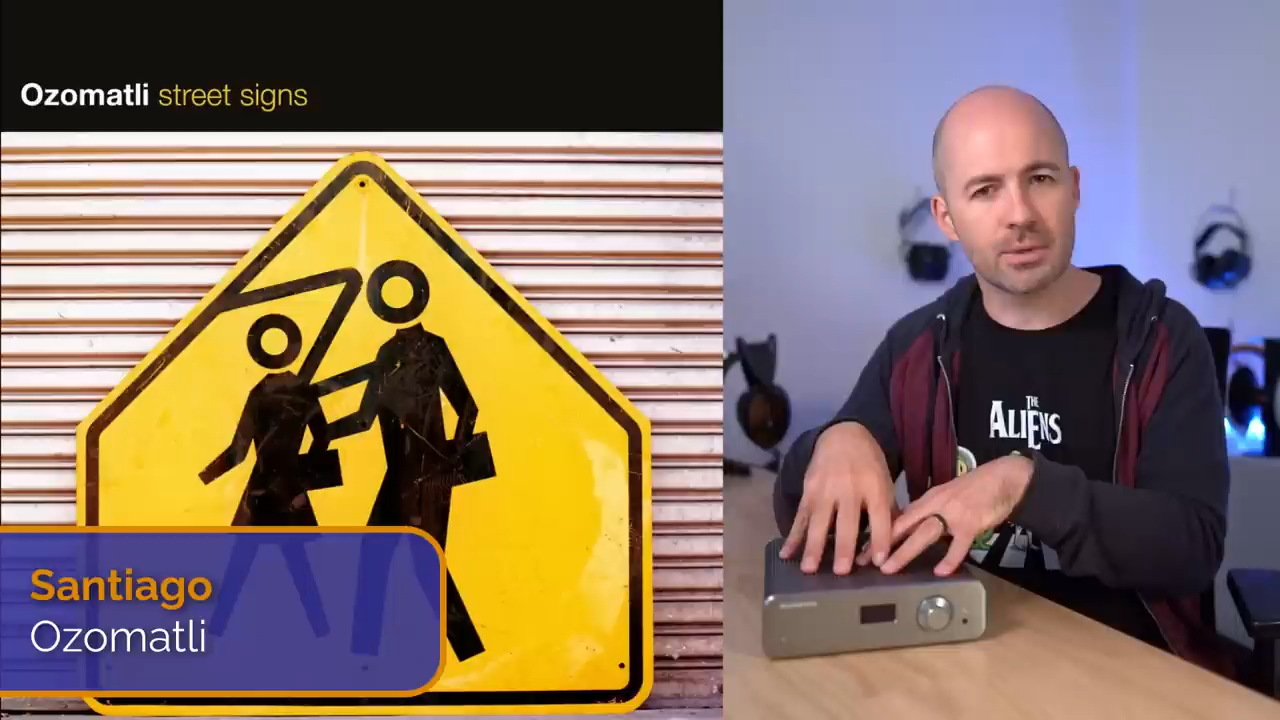 Ozomatli street signs
Santiago
Ozomatli
THE
ALIENS